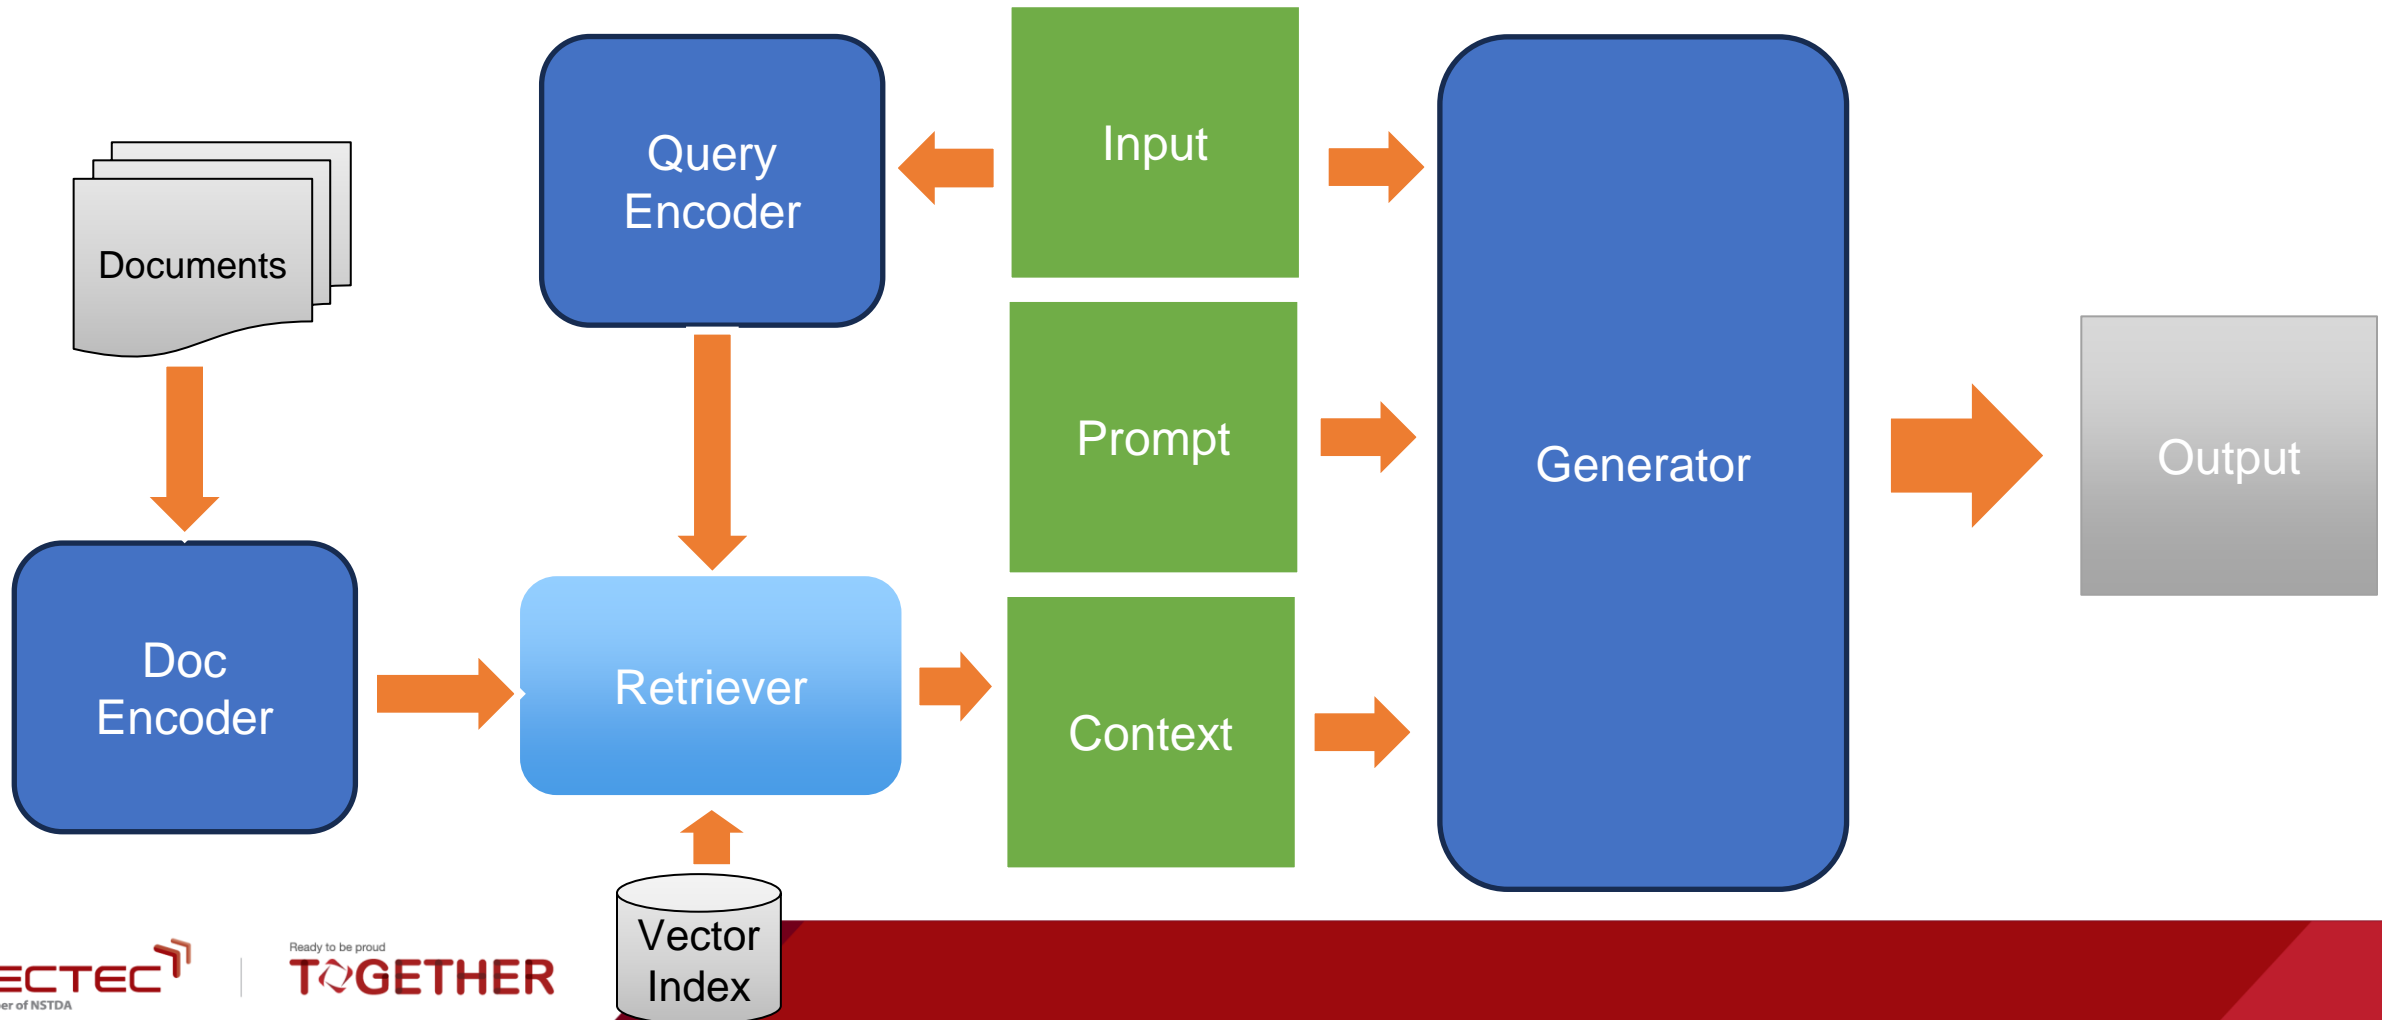 Input
Query
Encoder
Documents
Prompt
Generator
Output
Doc
Encoder
Retriever
Context
Vector
Index
ECTEC
er of NSTDA
Ready to be proud
TOGETHER